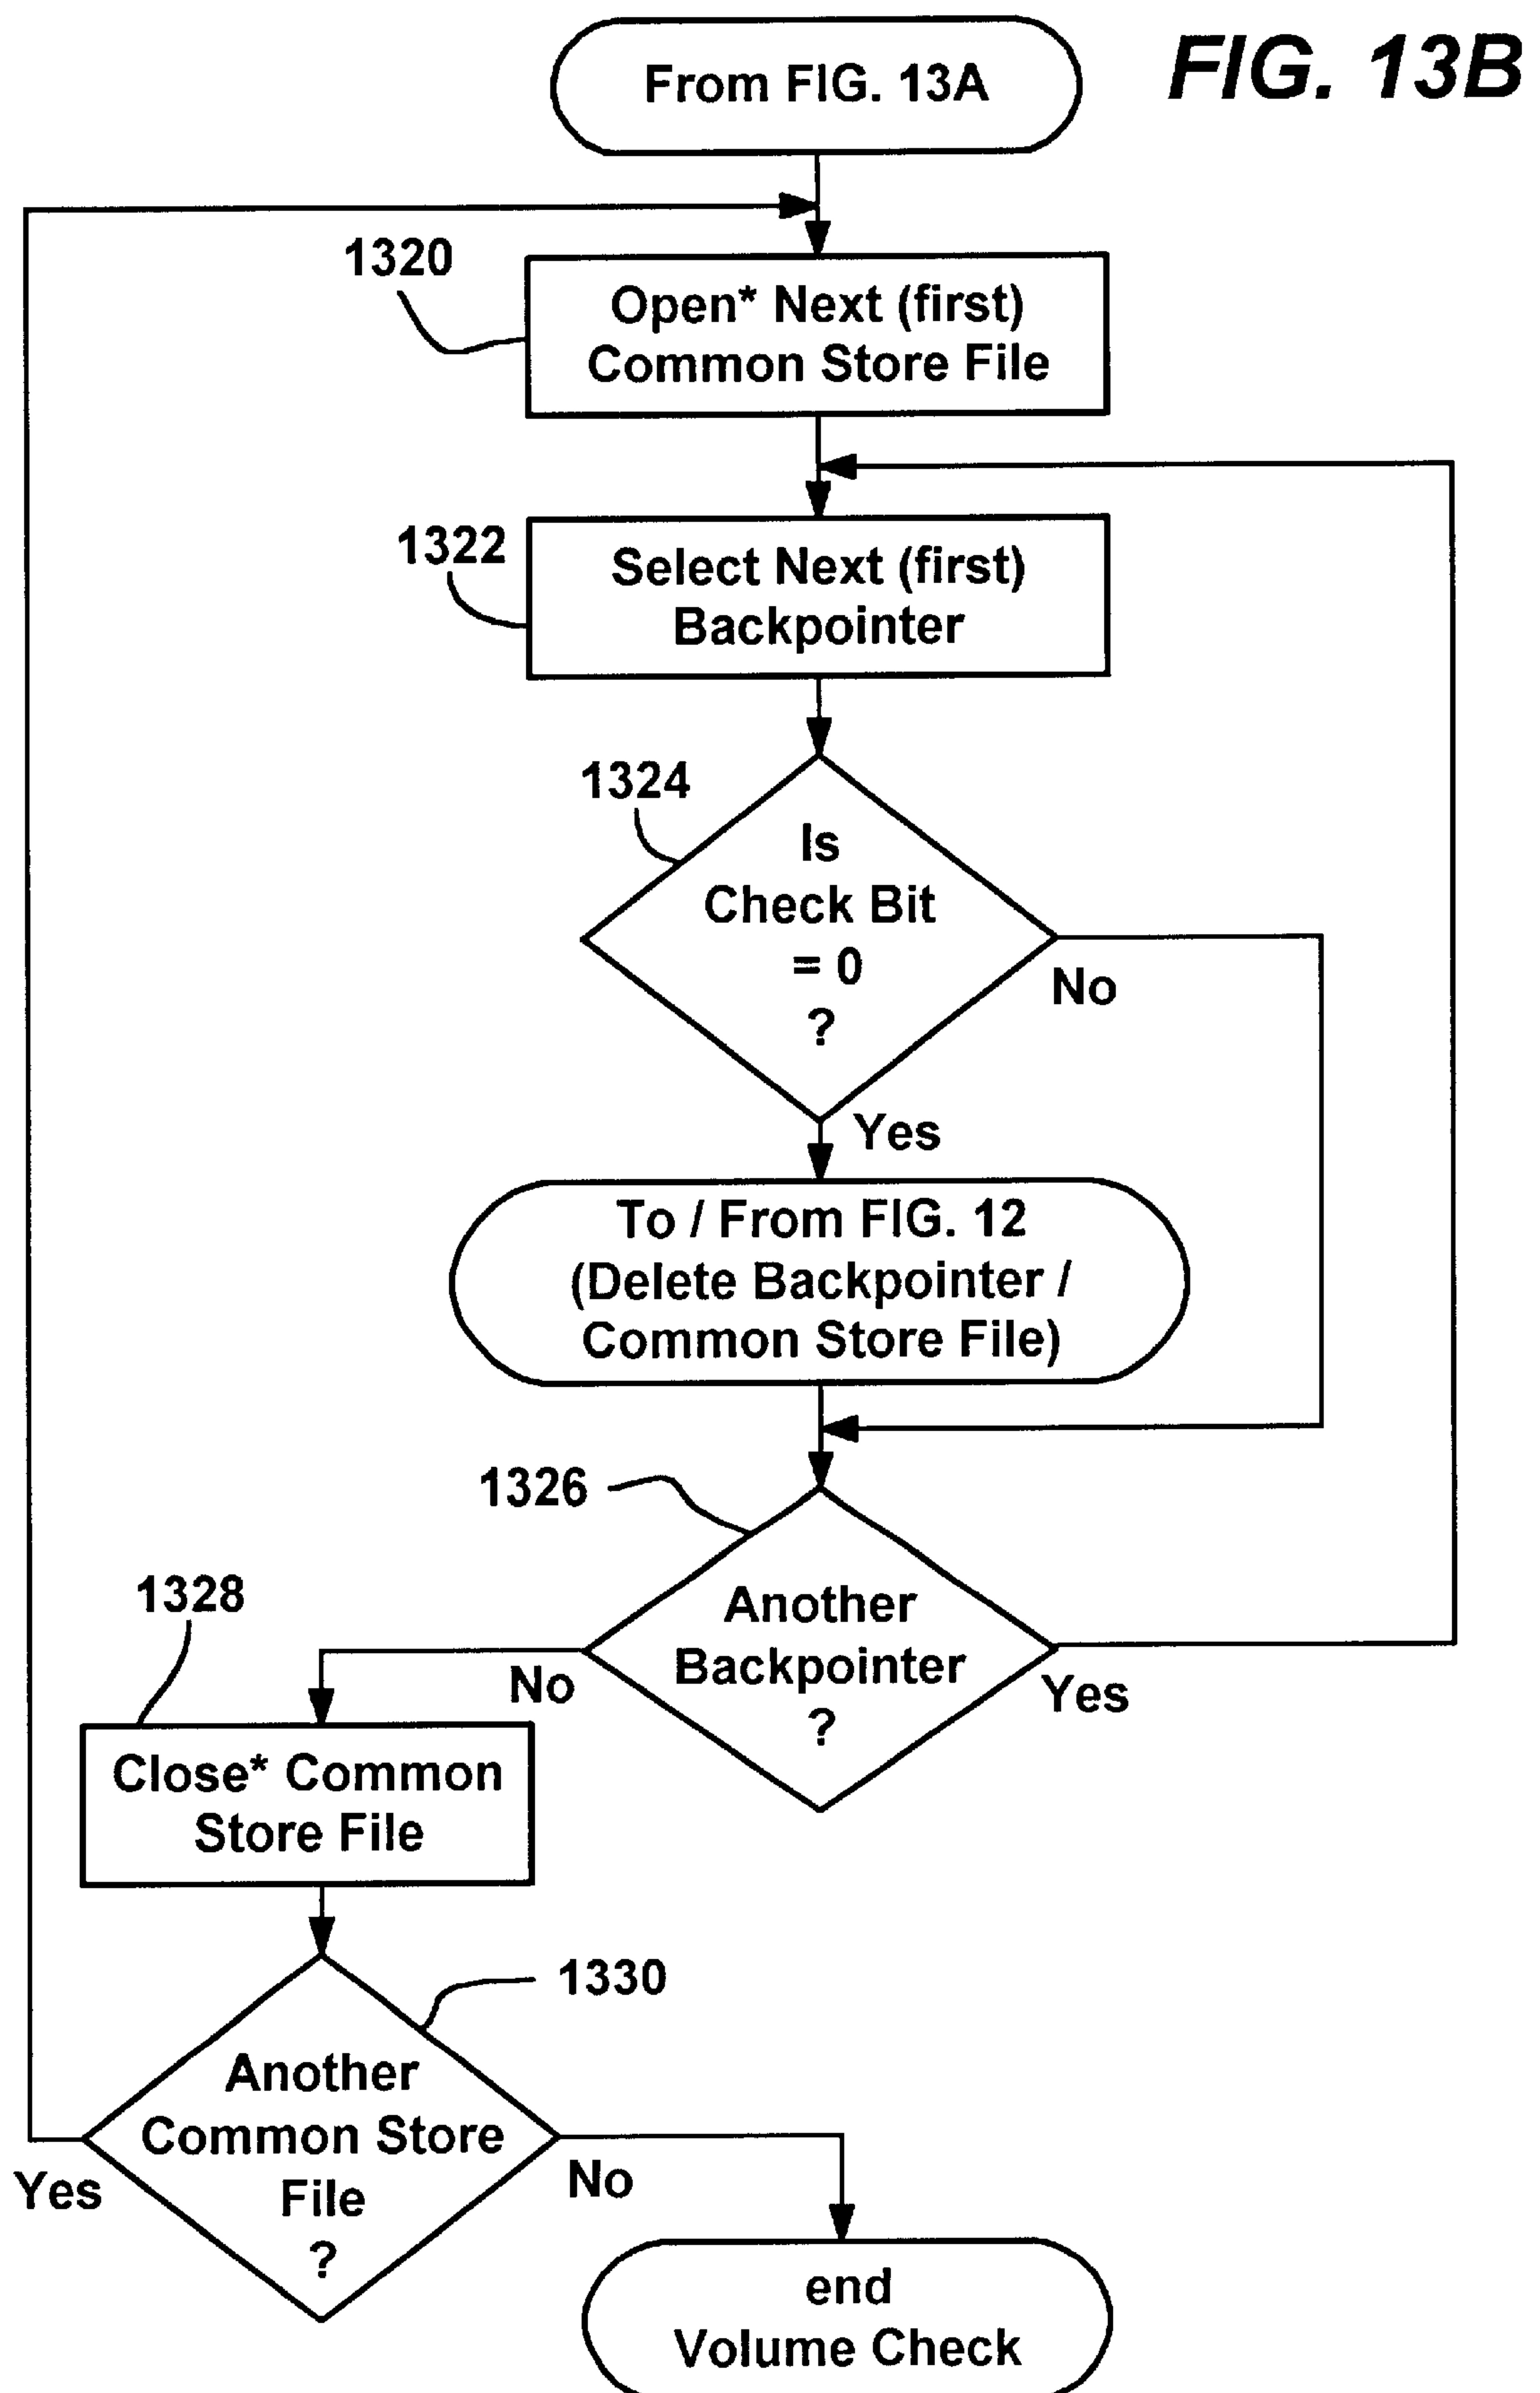 From FIG. 13A
FIG. 13B
1320
Open* Next (first)
Common Store File
1322
Select Next (first)
Backpointer
1324
Is
Check Bit
= 0
?
No
Yes
To / From FIG. 12
(Delete Backpointer /
Common Store File)
1326
Another
Backpointer
?
No
Yes
1328
Close* Common
Store File
1330
Another
Common Store
File
?
Yes
No
end
Volume Check